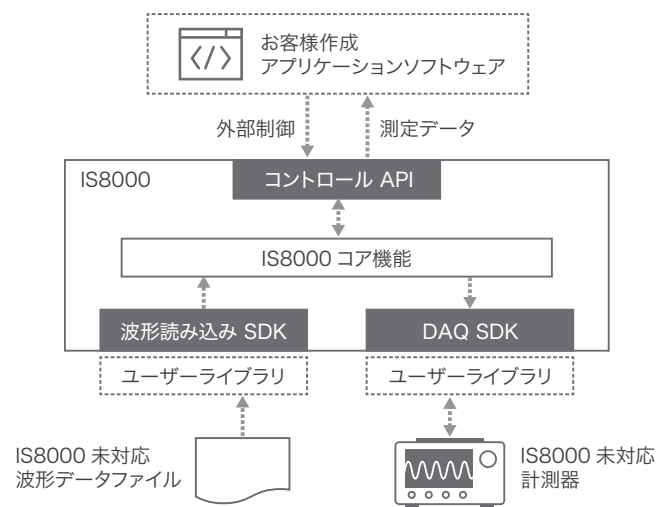 お客様作成
アプリケーションソフトウェア
外部制御
測定データ
IS8000
コントロール API
IS8000 コア機能
波形読み込み SDK
DAQ SDK
ユーザーライブラリ
ユーザーライブラリ
IS8000 未対応
波形データファイル
IS8000 未対応
計測器